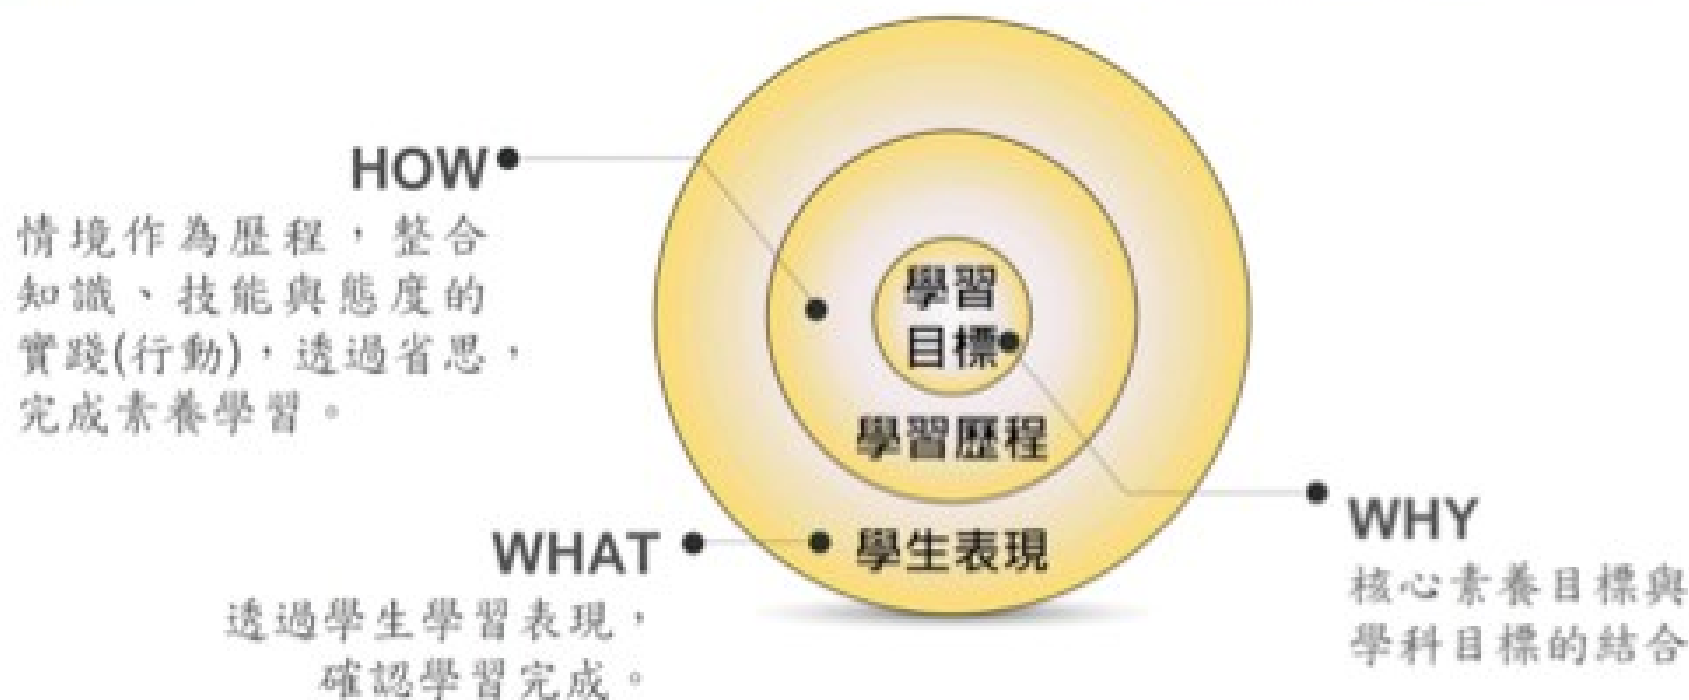 HOW
情境作為歷程，整合
知識、技能與態度的
實踐(行動)，透過省思，
完成素養學習。
學習
目標
學習歷程
學生表現
WHAT
透過學生學習表現，
確認學習完成。
WHY
核心素養目標與
學科目標的結合